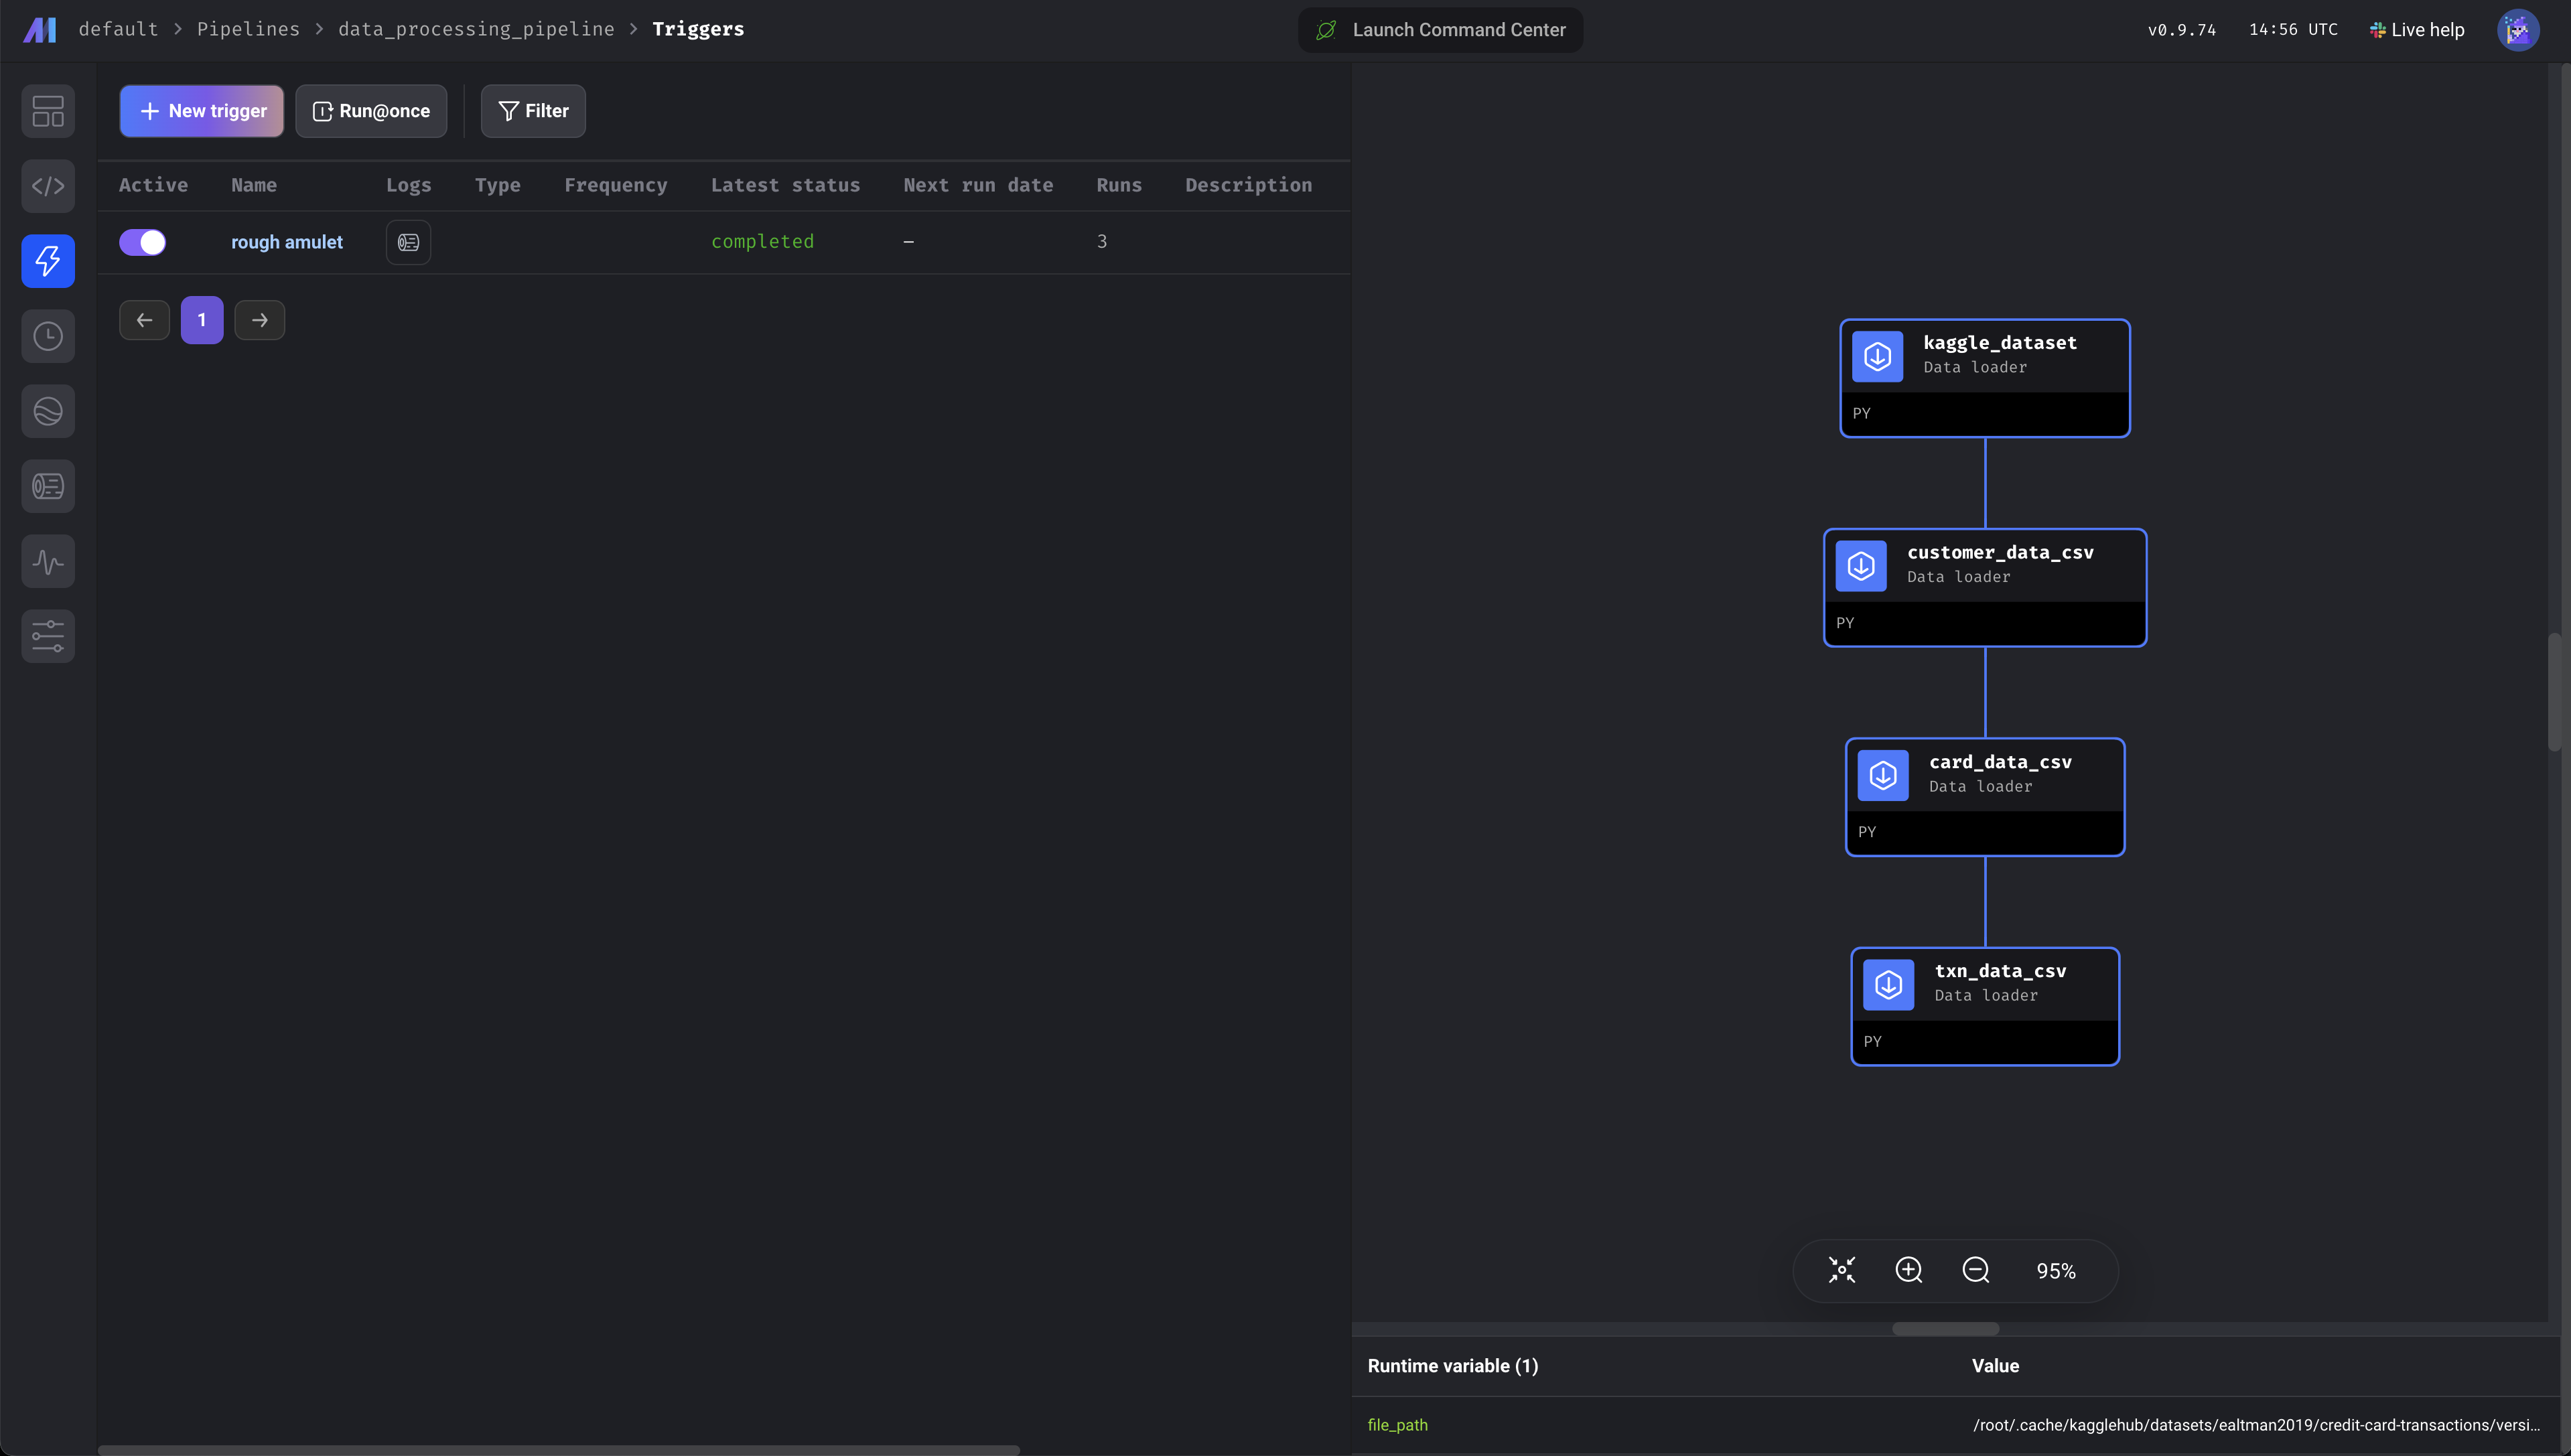 default > Pipelines > data_processing_pipeline > Triggers
Launch Command Center
v0.9.74 14:56 UTC Live help
+ New trigger Run@once Filter
Active Name Logs Type Frequency Latest status Next run date Runs Description
rough amulet completed — 3
← 1 →
kaggle_dataset
Data loader
PY
customer_data_csv
Data loader
PY
card_data_csv
Data loader
PY
txn_data_csv
Data loader
PY
95%
Runtime variable (1) Value
file_path /root/.cache/kagglehub/datasets/ealtman2019/credit-card-transactions/versi...